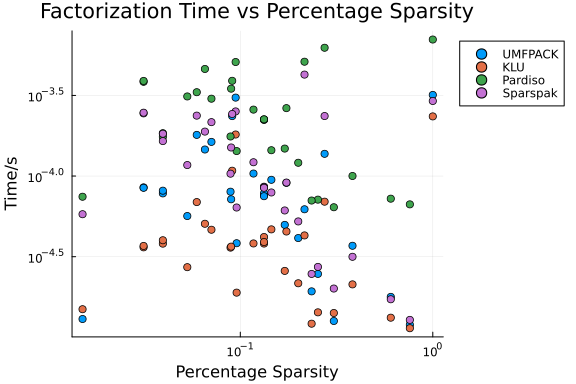 Factorization Time vs Percentage Sparsity
UMFPACK
KLU
Pardiso
Sparspak
Time/s
10^-3.5
10^-4.0
10^-4.5
10^-1
10^0
Percentage Sparsity